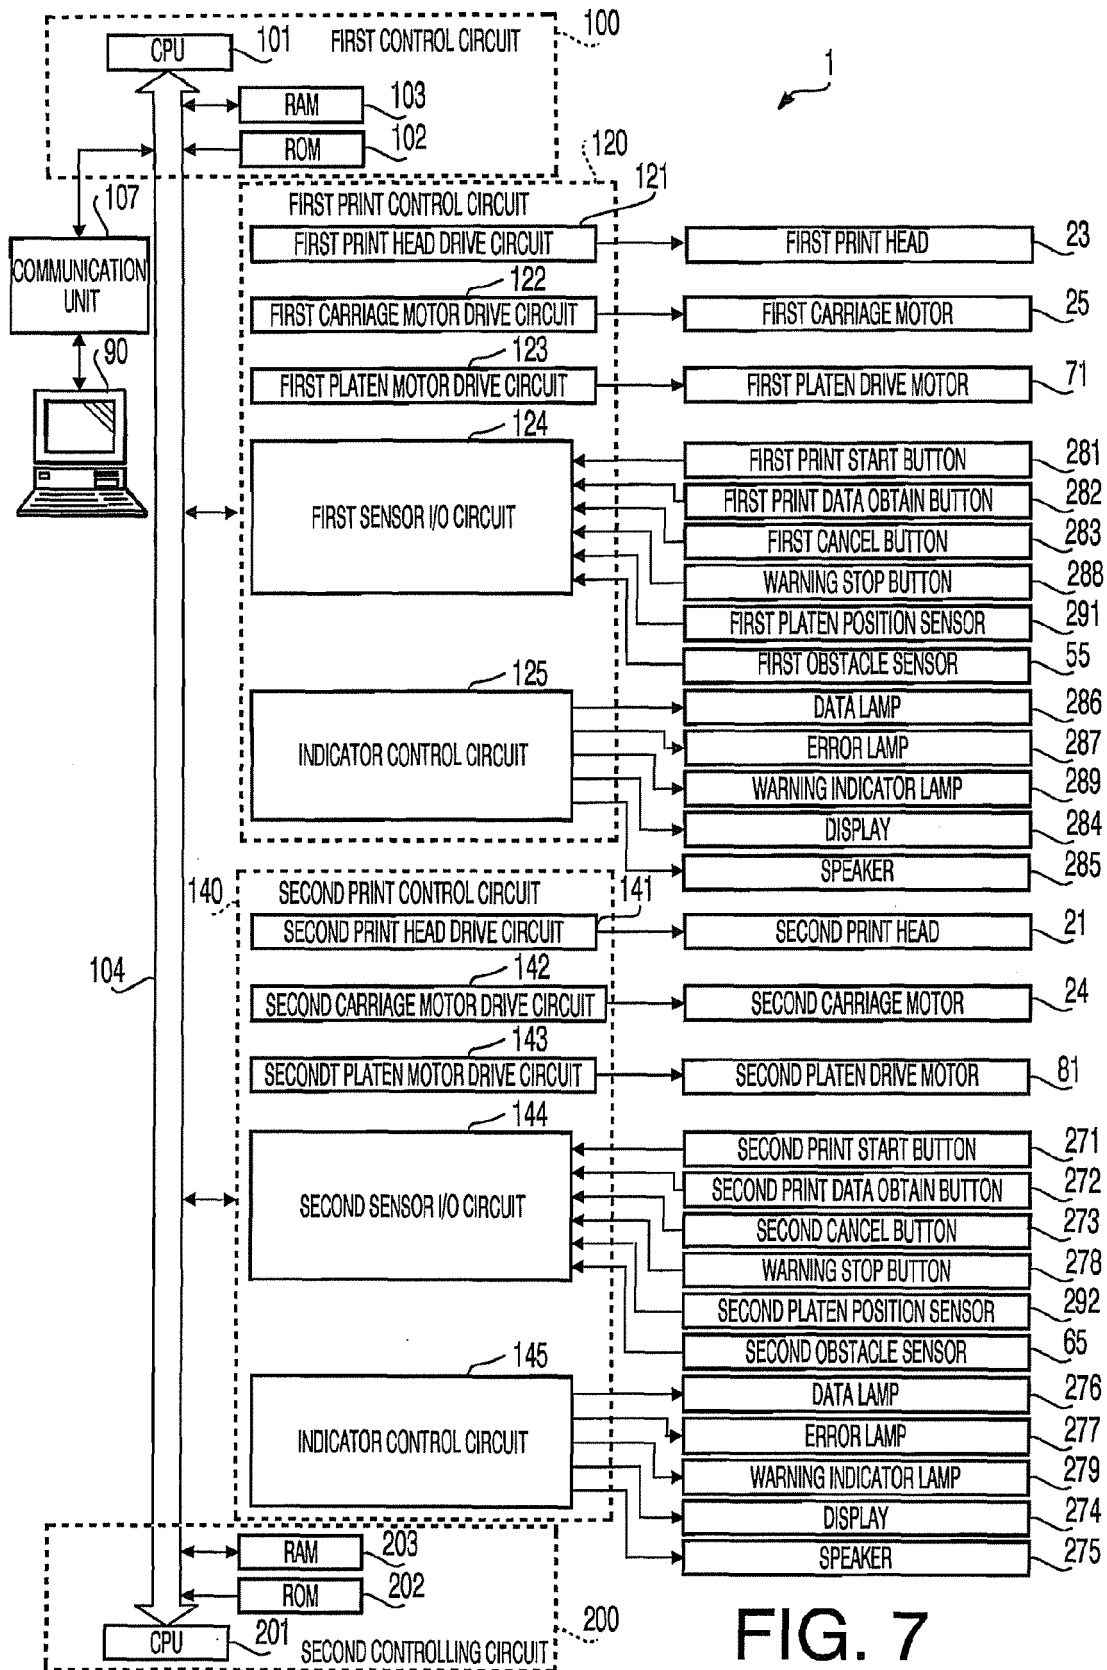 100
CPU
101
FIRST CONTROL CIRCUIT
1
RAM
103
ROM
102
120
107
121
FIRST PRINT CONTROL CIRCUIT
FIRST PRINT HEAD DRIVE CIRCUIT
FIRST PRINT HEAD
23
COMMUNICATION
UNIT
122
FIRST CARRIAGE MOTOR DRIVE CIRCUIT
FIRST CARRIAGE MOTOR
25
90
123
FIRST PLATEN MOTOR DRIVE CIRCUIT
FIRST PLATEN DRIVE MOTOR
71
124
FIRST SENSOR I/O CIRCUIT
FIRST PRINT START BUTTON
281
FIRST PRINT DATA OBTAIN BUTTON
282
FIRST CANCEL BUTTON
283
WARNING STOP BUTTON
288
FIRST PLATEN POSITION SENSOR
291
FIRST OBSTACLE SENSOR
55
125
INDICATOR CONTROL CIRCUIT
DATA LAMP
286
ERROR LAMP
287
WARNING INDICATOR LAMP
289
DISPLAY
284
SPEAKER
285
140
SECOND PRINT CONTROL CIRCUIT
141
SECOND PRINT HEAD DRIVE CIRCUIT
SECOND PRINT HEAD
21
104
142
SECOND CARRIAGE MOTOR DRIVE CIRCUIT
SECOND CARRIAGE MOTOR
24
143
SECONDT PLATEN MOTOR DRIVE CIRCUIT
SECOND PLATEN DRIVE MOTOR
81
144
SECOND SENSOR I/O CIRCUIT
SECOND PRINT START BUTTON
271
SECOND PRINT DATA OBTAIN BUTTON
272
SECOND CANCEL BUTTON
273
WARNING STOP BUTTON
278
SECOND PLATEN POSITION SENSOR
292
SECOND OBSTACLE SENSOR
65
145
INDICATOR CONTROL CIRCUIT
DATA LAMP
276
ERROR LAMP
277
WARNING INDICATOR LAMP
279
DISPLAY
274
SPEAKER
275
RAM
203
ROM
202
CPU
201
SECOND CONTROLLING CIRCUIT
200
FIG. 7